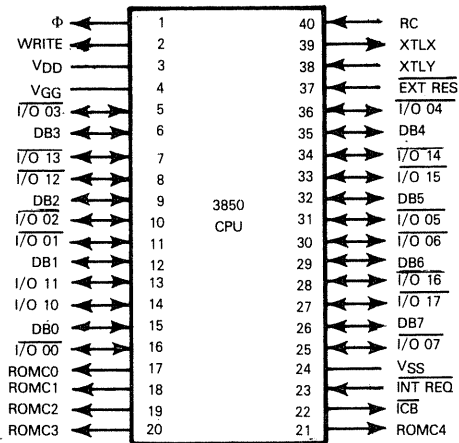 Φ 1 40 RC
WRITE 2 39 XTLX
VDD 3 38 XTLY
VGG 4 37 EXT RES
I/O 03 5 36 I/O 04
DB3 6 35 DB4
I/O 13 7 34 I/O 14
I/O 12 8 33 I/O 15
DB2 9 32 DB5
3850
I/O 02 10 31 I/O 05
CPU
I/O 01 11 30 I/O 06
DB1 12 29 DB6
I/O 11 13 28 I/O 16
I/O 10 14 27 I/O 17
DB0 15 26 DB7
I/O 00 16 25 I/O 07
ROMC0 17 24 VSS
ROMC1 18 23 INT REQ
ROMC2 19 22 ICB
ROMC3 20 21 ROMC4